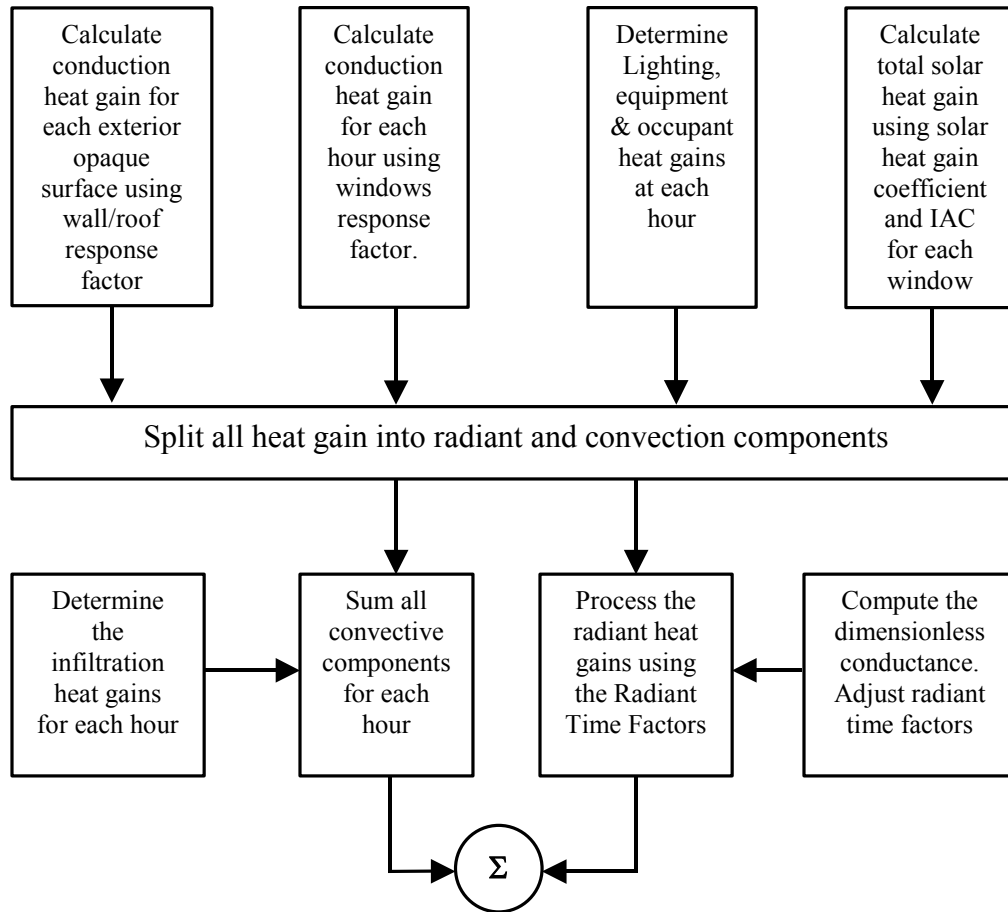 Calculate
conduction
heat gain for
each exterior
opaque
surface using
wall/roof
response
factor
Calculate
conduction
heat gain
for each
hour using
windows
response
factor.
Determine
Lighting,
equipment
& occupant
heat gains
at each
hour
Calculate
total solar
heat gain
using solar
heat gain
coefficient
and IAC
for each
window
Split all heat gain into radiant and convection components
Determine
the
infiltration
heat gains
for each hour
Sum all
convective
components
for each
hour
Process the
radiant heat
gains using
the Radiant
Time Factors
Compute the
dimensionless
conductance.
Adjust radiant
time factors
Σ